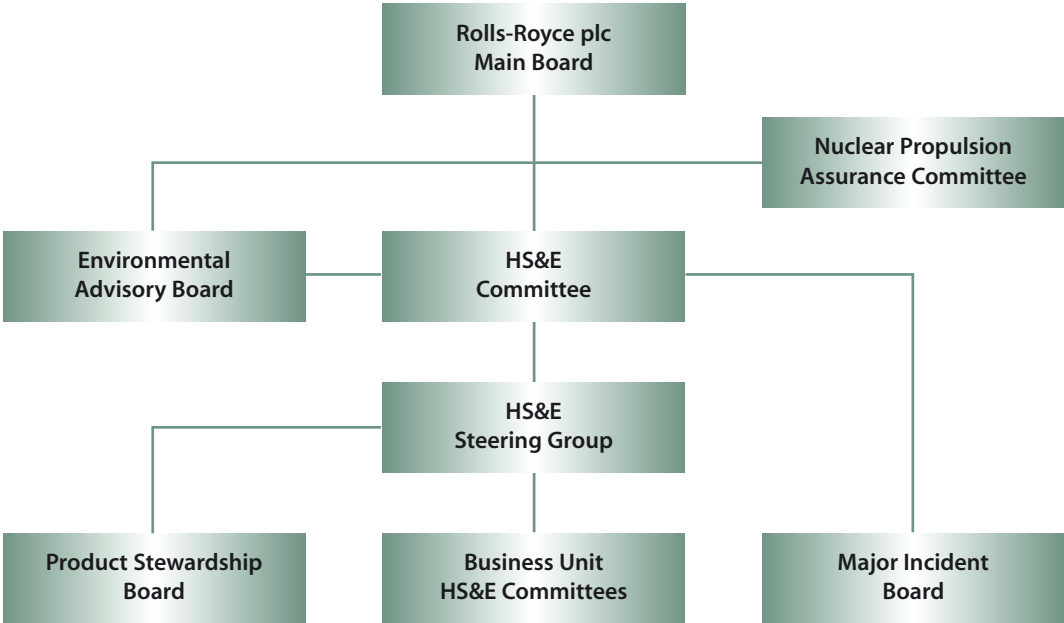 Rolls-Royce plc
Main Board
Nuclear Propulsion
Assurance Committee
Environmental
Advisory Board
HS&E
Committee
HS&E
Steering Group
Product Stewardship
Board
Business Unit
HS&E Committees
Major Incident
Board